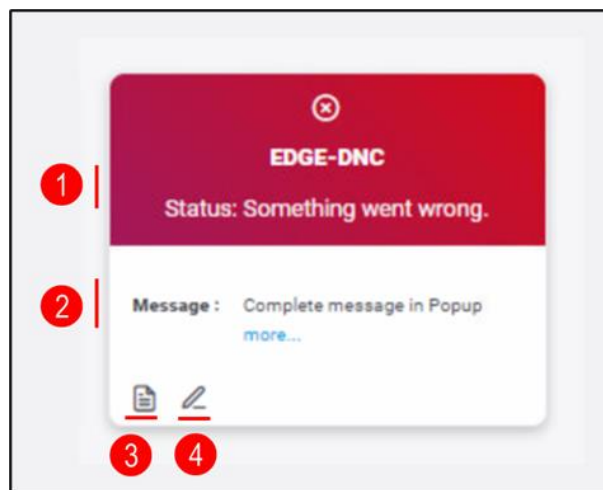 EDGE-DNC
1
Status: Something went wrong.
2
Message : Complete message in Popup
more...
3 4